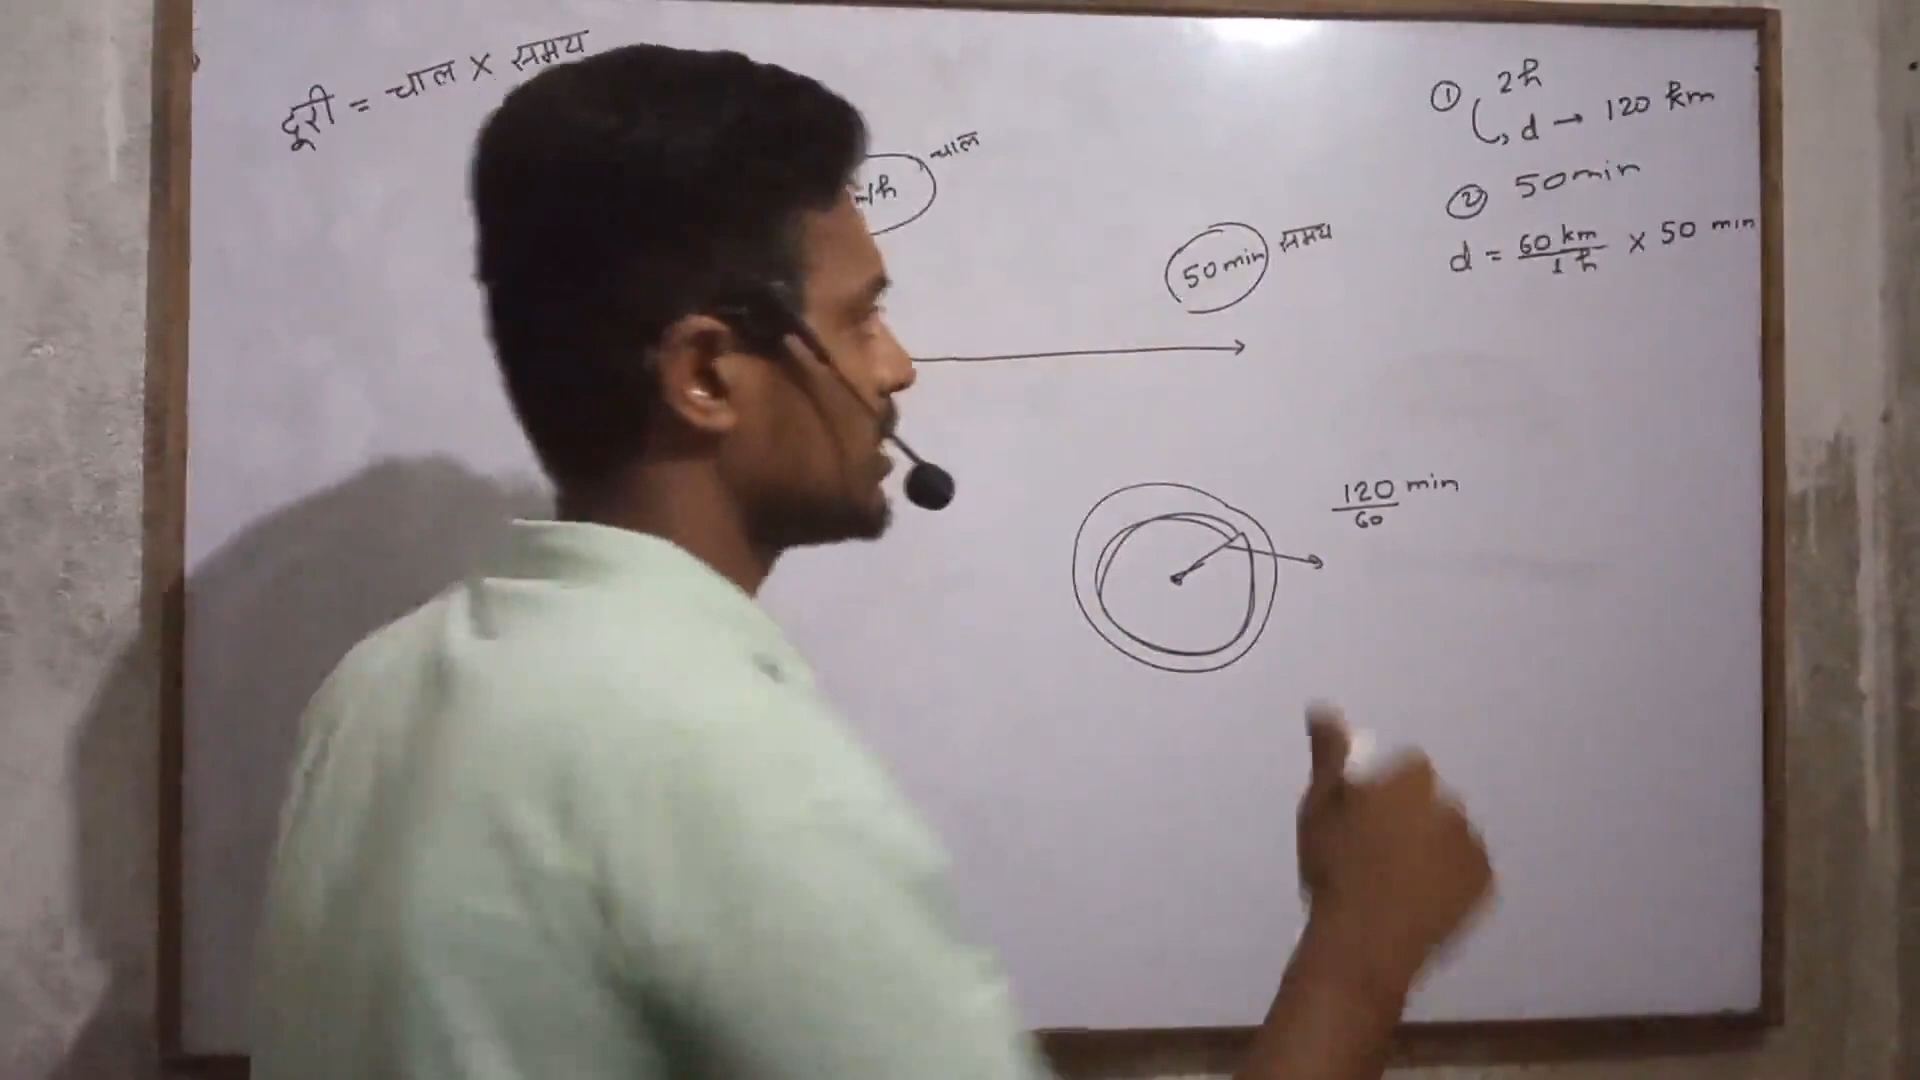 दूरी = चाल × समय
/h चाल
50 min समय
① 2h
d → 120 km
② 50 min
d = 60 km / 1 h × 50 min
120 / 60 min